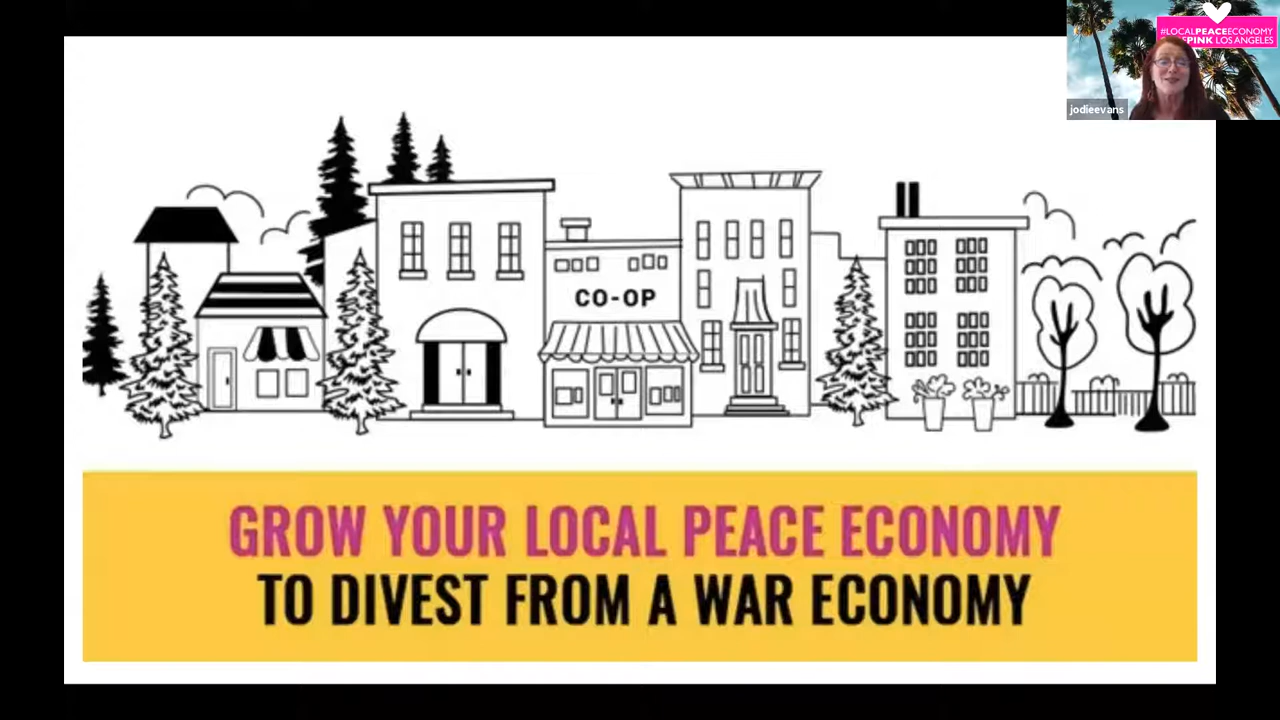 #LOCALPEACEECONOMY
PINK LOS ANGELES
jodieevans
CO-OP
GROW YOUR LOCAL PEACE ECONOMY
TO DIVEST FROM A WAR ECONOMY